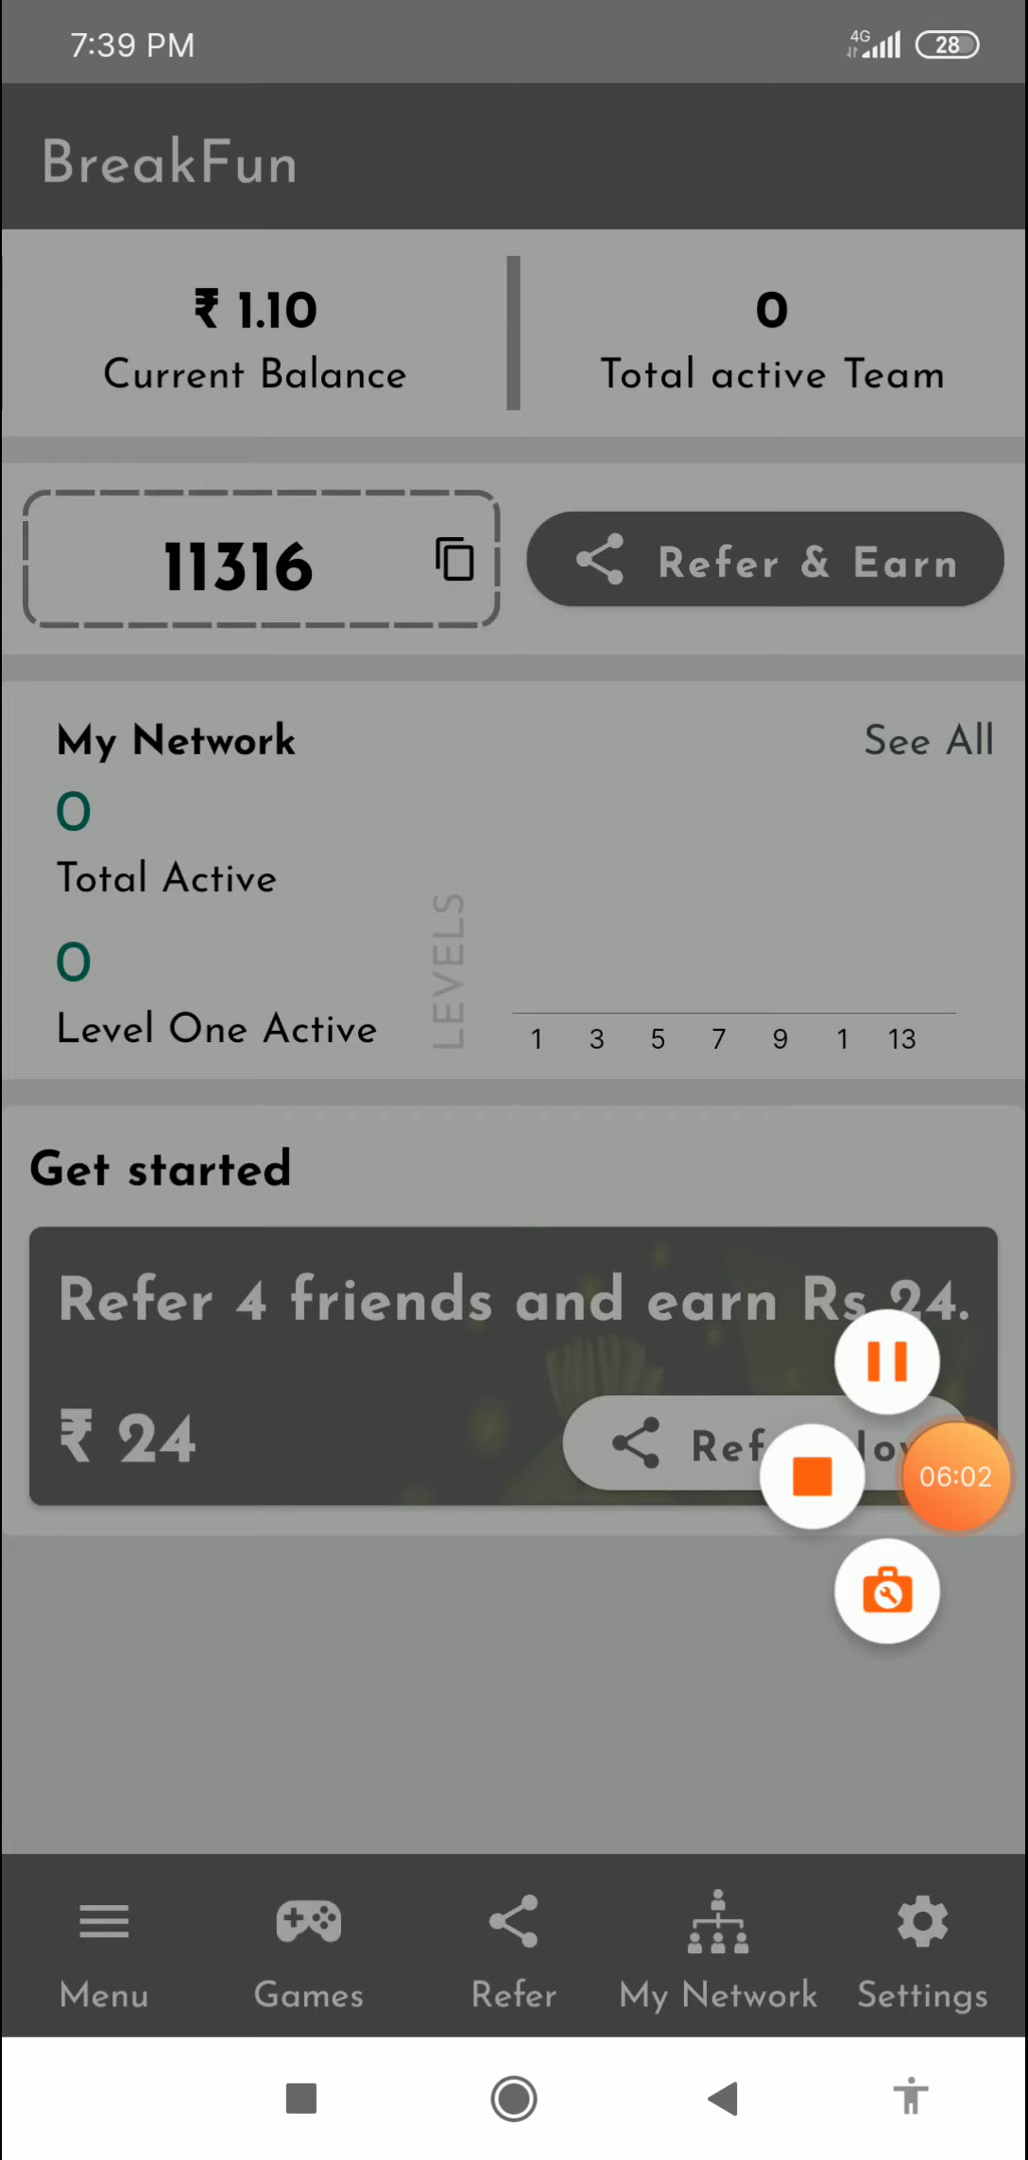 7:39 PM
4G
28
BreakFun
₹ 1.10
0
Current Balance
Total active Team
11316
Refer & Earn
My Network
See All
0
Total Active
0
Level One Active
LEVELS
1 3 5 7 9 1 13
Get started
Refer 4 friends and earn Rs 24.
₹ 24
06:02
Menu
Games
Refer
My Network
Settings